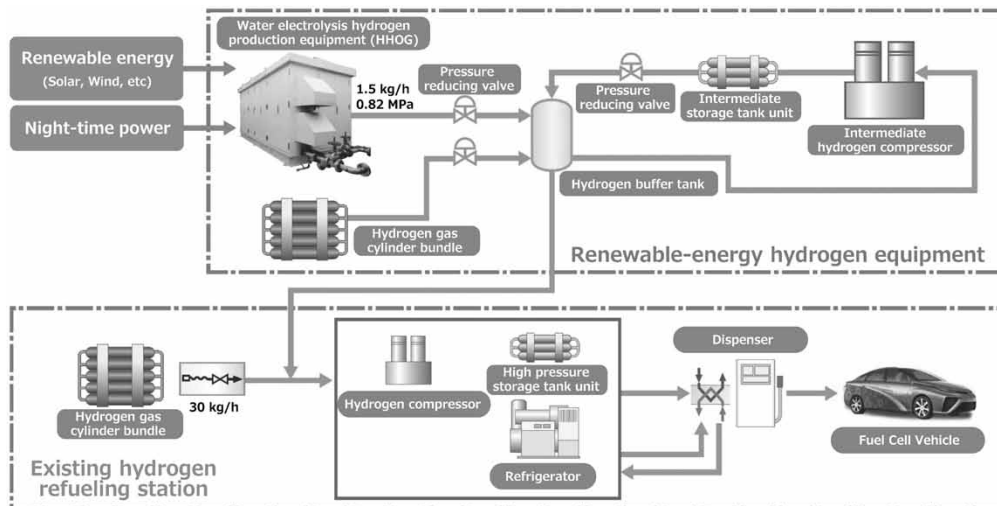 Renewable energy
(Solar, Wind, etc)
Night-time power
Water electrolysis hydrogen
production equipment (HHOG)
1.5 kg/h
0.82 MPa
Pressure
reducing valve
Pressure
reducing valve
Intermediate
storage tank unit
Intermediate
hydrogen compressor
Hydrogen buffer tank
Hydrogen gas
cylinder bundle
Renewable-energy hydrogen equipment
Hydrogen gas
cylinder bundle
30 kg/h
Hydrogen compressor
High pressure
storage tank unit
Refrigerator
Dispenser
Fuel Cell Vehicle
Existing hydrogen
refueling station